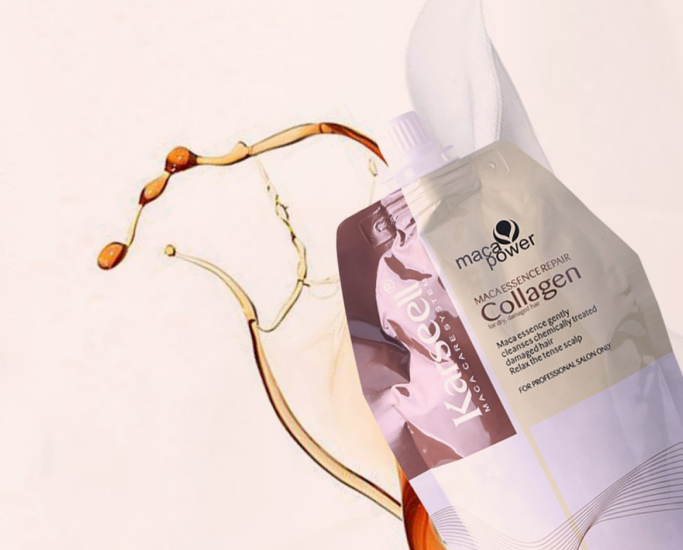 maca
power
MACA ESSENCE REPAIR
Collagen
for dry, damaged hair
Maca essence gently
cleanses chemically treated
damaged hair
Relax the tense scalp
FOR PROFESSIONAL SALON ONLY
Karseell®
MACA CARE SYSTEM